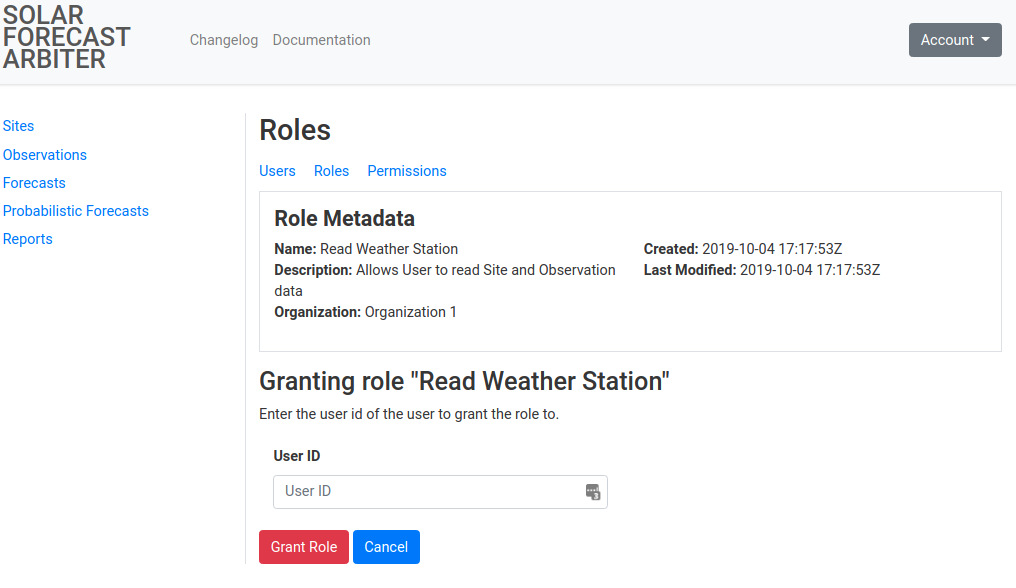 SOLAR
FORECAST
ARBITER
Changelog Documentation
Account
Sites
Observations
Forecasts
Probabilistic Forecasts
Reports
Roles
Users Roles Permissions
Role Metadata
Name: Read Weather Station
Description: Allows User to read Site and Observation
data
Organization: Organization 1
Created: 2019-10-04 17:17:53Z
Last Modified: 2019-10-04 17:17:53Z
Granting role "Read Weather Station"
Enter the user id of the user to grant the role to.
User ID
User ID
3
Grant Role Cancel